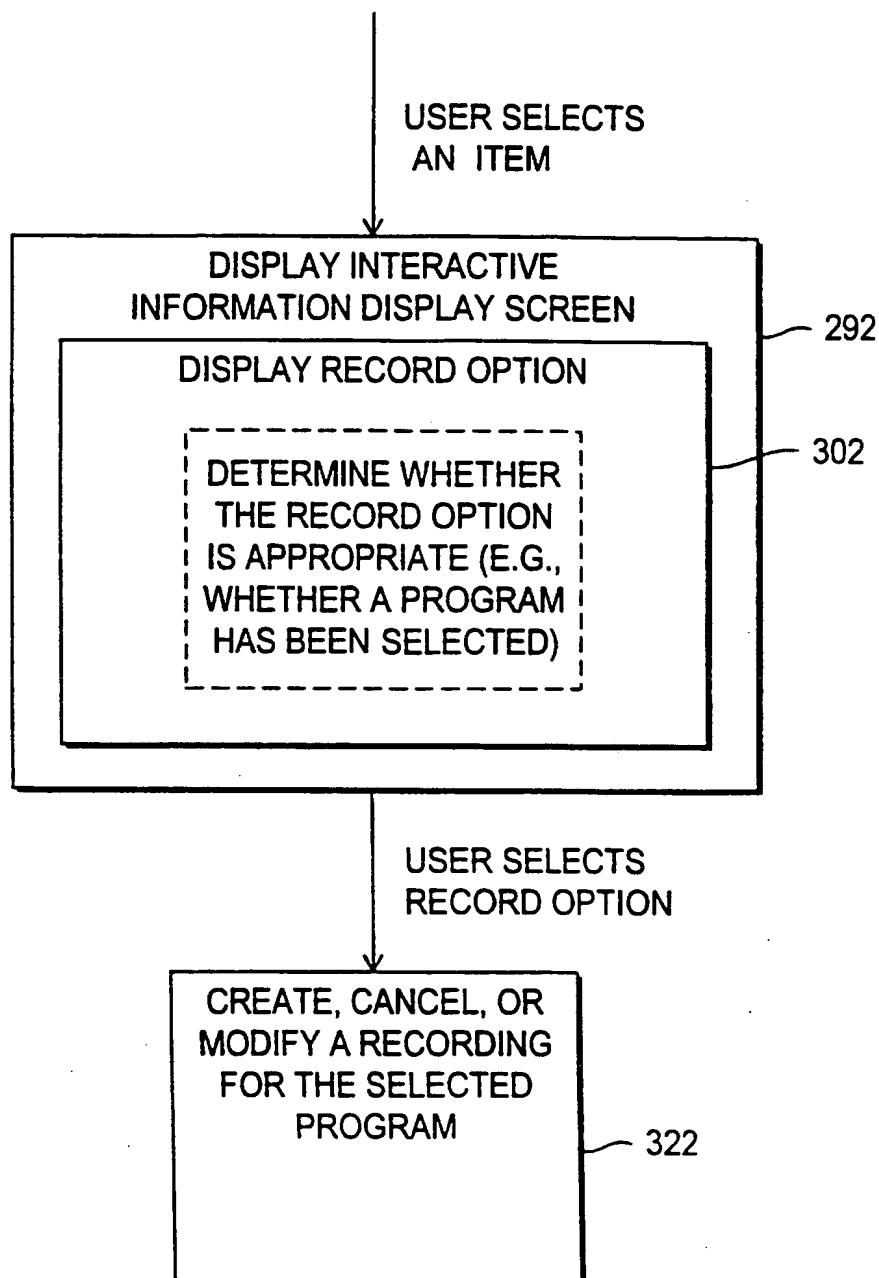 USER SELECTS
AN ITEM
DISPLAY INTERACTIVE
INFORMATION DISPLAY SCREEN
292
DISPLAY RECORD OPTION
302
DETERMINE WHETHER
THE RECORD OPTION
IS APPROPRIATE (E.G.,
WHETHER A PROGRAM
HAS BEEN SELECTED)
USER SELECTS
RECORD OPTION
CREATE, CANCEL, OR
MODIFY A RECORDING
FOR THE SELECTED
PROGRAM
322